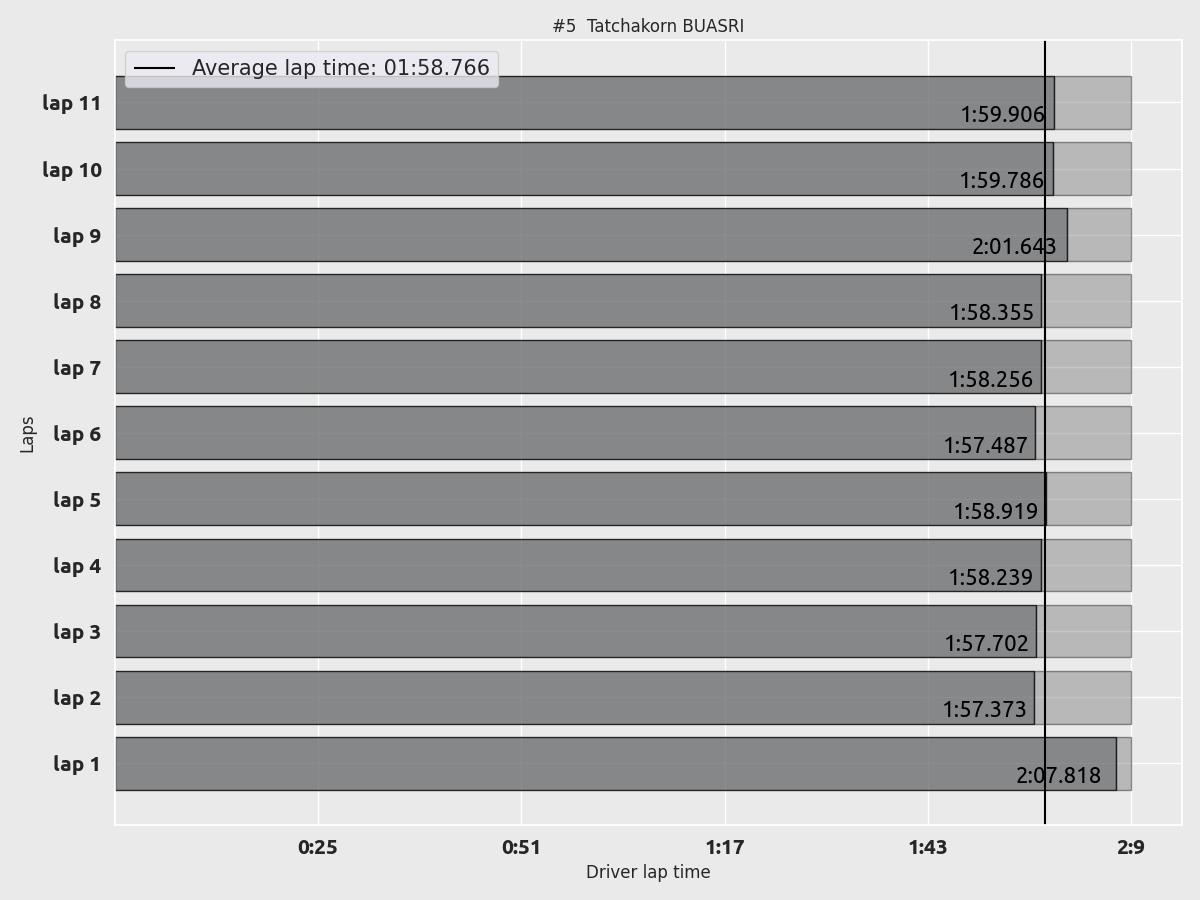 #5  Tatchakorn BUASRI
Average lap time: 01:58.766
lap 11
1:59.906
lap 10
1:59.786
lap 9
2:01.643
lap 8
1:58.355
lap 7
1:58.256
lap 6
1:57.487
lap 5
1:58.919
lap 4
1:58.239
lap 3
1:57.702
lap 2
1:57.373
lap 1
2:07.818
Laps
0:25 0:51 1:17 1:43 2:9
Driver lap time